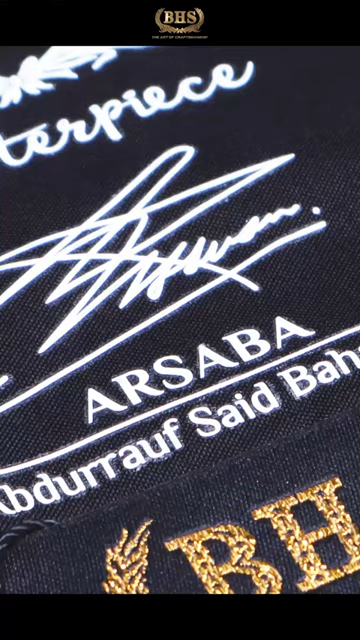 BHS
THE ART OF CRAFTSMANSHIP
terpiece
ARSABA
Abdurrauf Said Bah
BH